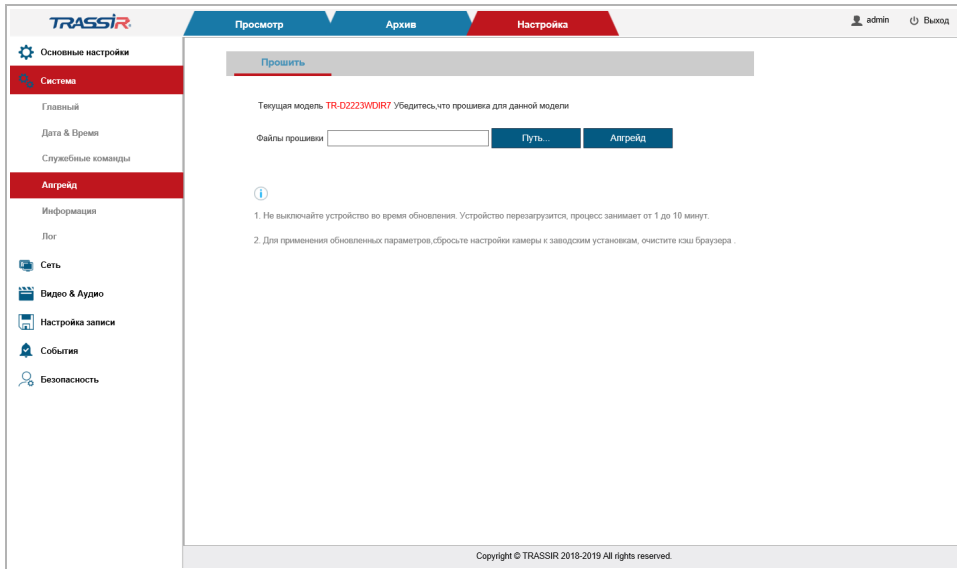 TRASSIR
Просмотр
Архив
Настройка
admin
Выход
Основные настройки
Система
Главный
Дата & Время
Служебные команды
Апгрейд
Информация
Лог
Сеть
Видео & Аудио
Настройка записи
События
Безопасность
Прошить
Текущая модель TR-D2223WDIR7 Убедитесь,что прошивка для данной модели
Файлы прошивки
Путь...
Апгрейд
1. Не выключайте устройство во время обновления. Устройство перезагрузится, процесс занимает от 1 до 10 минут.
2. Для применения обновленных параметров,сбросьте настройки камеры к заводским установкам, очистите кэш браузера .
Copyright © TRASSIR 2018-2019 All rights reserved.